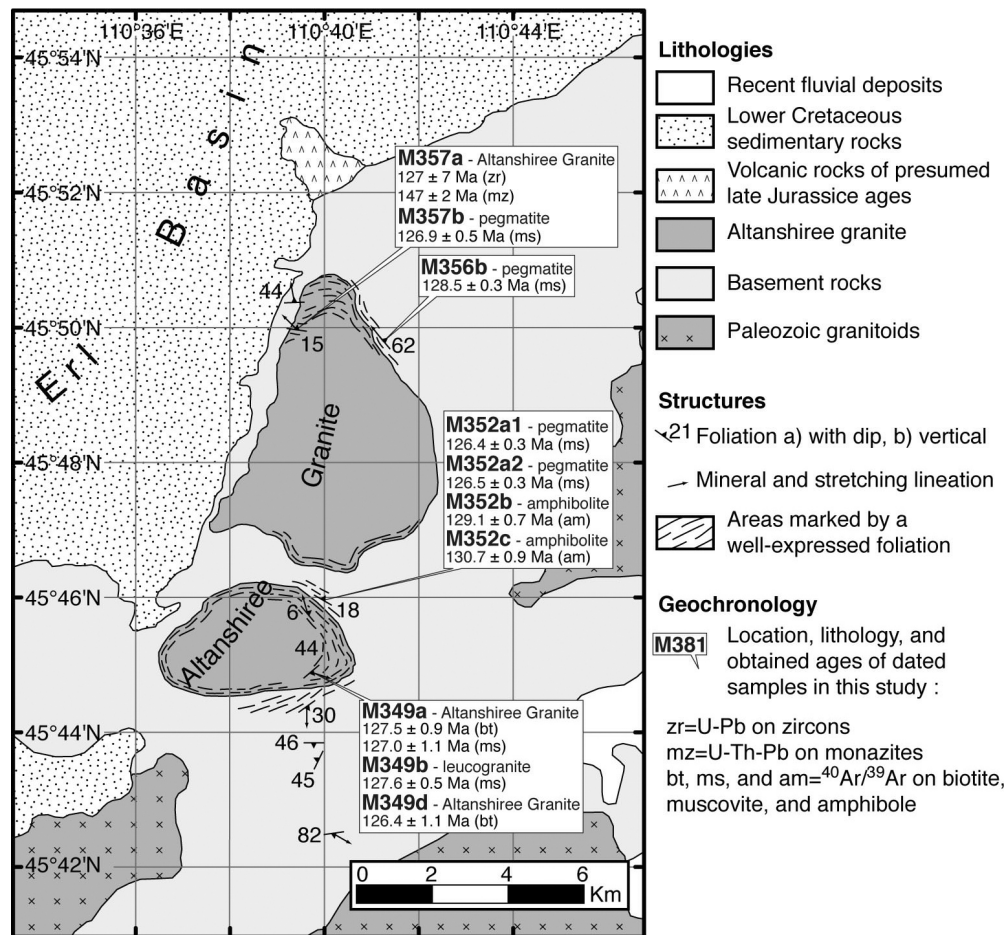 110°36'E
110°40'E
110°44'E
45°54'N
45°52'N
45°50'N
45°48'N
45°46'N
45°44'N
45°42'N
Erl Basin
M357a - Altanshiree Granite
127 ± 7 Ma (zr)
147 ± 2 Ma (mz)
M357b - pegmatite
126.9 ± 0.5 Ma (ms)
M356b - pegmatite
128.5 ± 0.3 Ma (ms)
44
15
62
Altanshiree Granite
M352a1 - pegmatite
126.4 ± 0.3 Ma (ms)
M352a2 - pegmatite
126.5 ± 0.3 Ma (ms)
M352b - amphibolite
129.1 ± 0.7 Ma (am)
M352c - amphibolite
130.7 ± 0.9 Ma (am)
6
18
44
30
46
45
82
M349a - Altanshiree Granite
127.5 ± 0.9 Ma (bt)
127.0 ± 1.1 Ma (ms)
M349b - leucogranite
127.6 ± 0.5 Ma (ms)
M349d - Altanshiree Granite
126.4 ± 1.1 Ma (bt)
0 2 4 6
Km
Lithologies
Recent fluvial deposits
Lower Cretaceous
sedimentary rocks
Volcanic rocks of presumed
late Jurassice ages
Altanshiree granite
Basement rocks
Paleozoic granitoids
Structures
21 Foliation a) with dip, b) vertical
Mineral and stretching lineation
Areas marked by a
well-expressed foliation
Geochronology
M381
Location, lithology, and
obtained ages of dated
samples in this study :
zr=U-Pb on zircons
mz=U-Th-Pb on monazites
bt, ms, and am=⁴⁰Ar/³⁹Ar on biotite,
muscovite, and amphibole